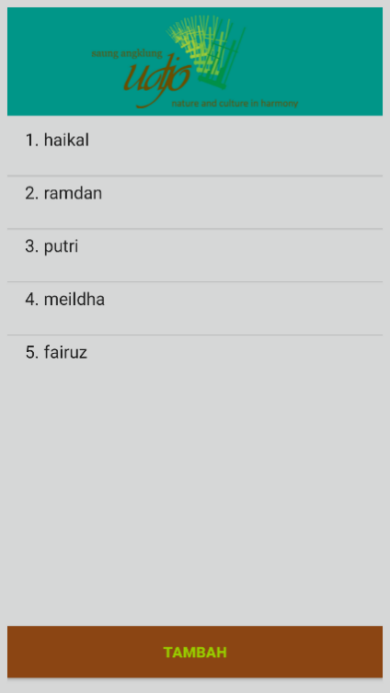 saung angklung
udjo
nature and culture in harmony
1. haikal
2. ramdan
3. putri
4. meildha
5. fairuz
TAMBAH